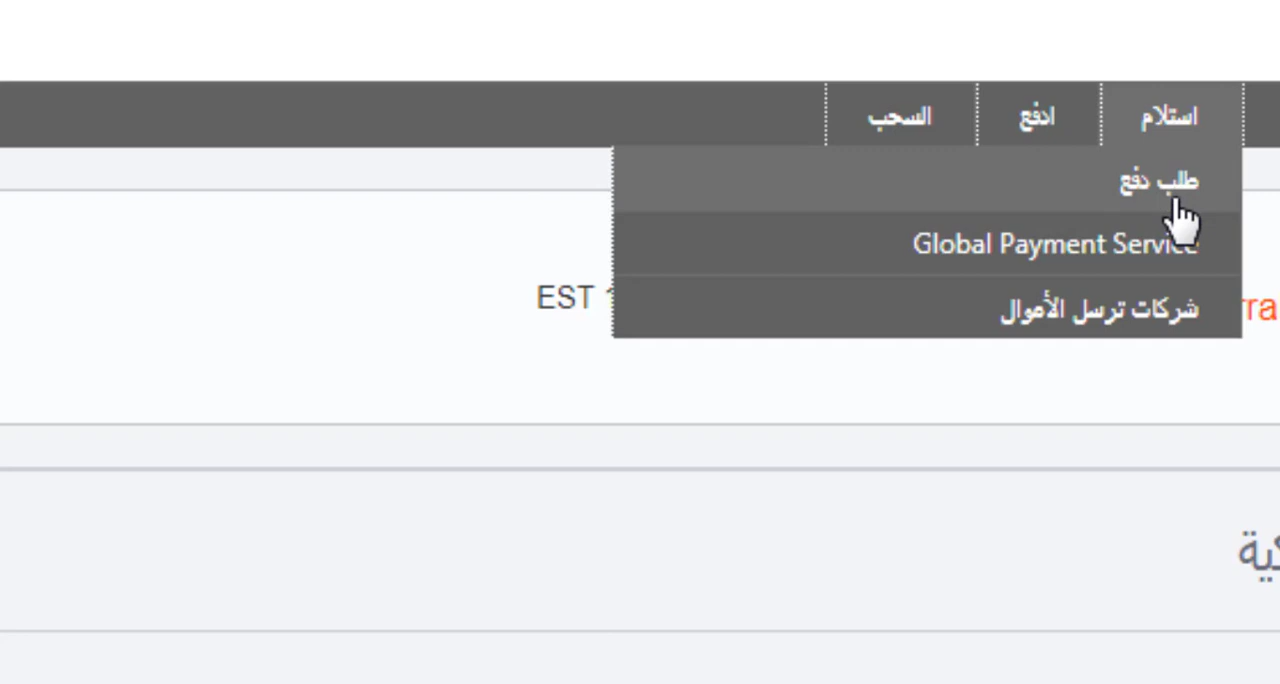 استلام
ادفع
السحب
طلب دفع
Global Payment Service
شركات ترسل الأموال
EST